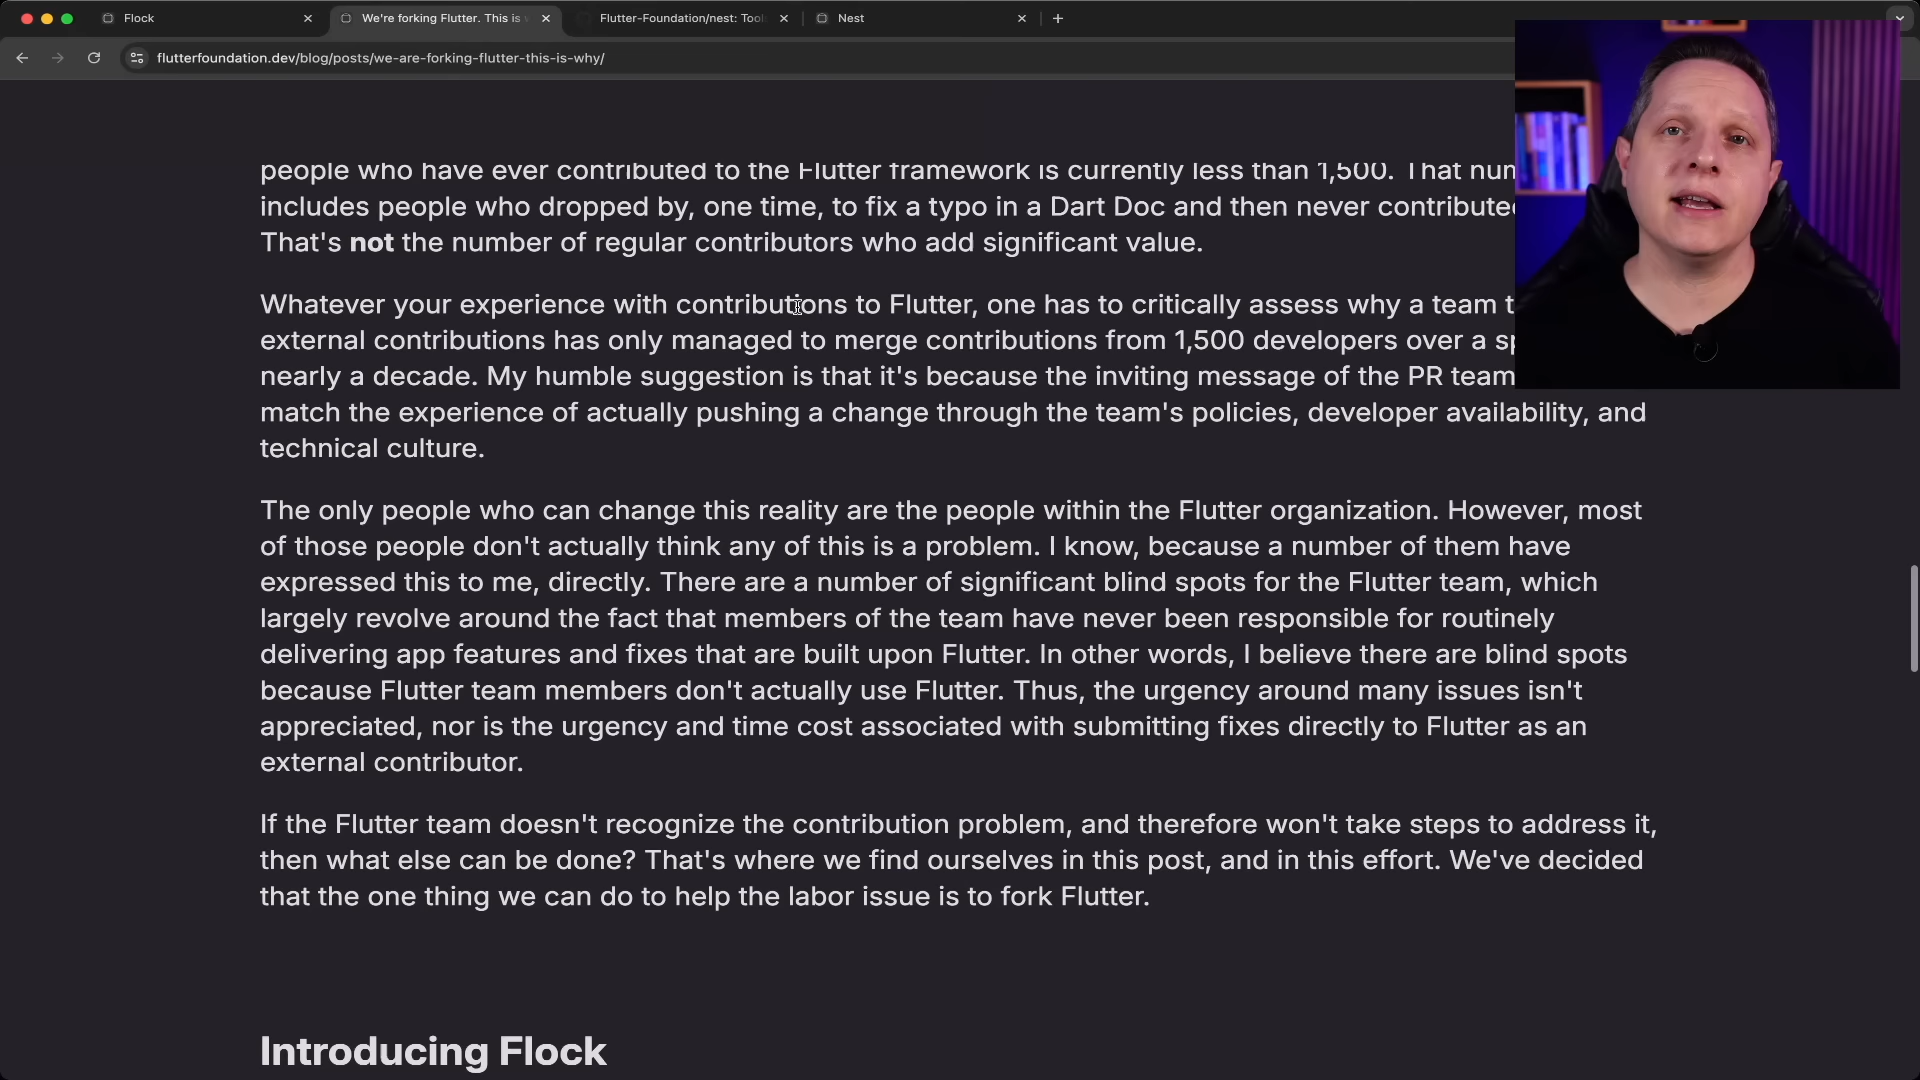 Flock
We're forking Flutter. This is
Flutter-Foundation/nest: Tool
Nest
flutterfoundation.dev/blog/posts/we-are-forking-flutter-this-is-why/
people who have ever contributed to the Flutter framework is currently less than 1,500. That
includes people who dropped by, one time, to fix a typo in a Dart Doc and then never
That's not the number of regular contributors who add significant value.
Whatever your experience with contributions to Flutter, one has to critically assess why a team
external contributions has only managed to merge contributions from 1,500 developers over a
nearly a decade. My humble suggestion is that it's because the inviting message of the PR team
match the experience of actually pushing a change through the team's policies, developer availability, and
technical culture.
The only people who can change this reality are the people within the Flutter organization. However, most
of those people don't actually think any of this is a problem. I know, because a number of them have
expressed this to me, directly. There are a number of significant blind spots for the Flutter team, which
largely revolve around the fact that members of the team have never been responsible for routinely
delivering app features and fixes that are built upon Flutter. In other words, I believe there are blind spots
because Flutter team members don't actually use Flutter. Thus, the urgency around many issues isn't
appreciated, nor is the urgency and time cost associated with submitting fixes directly to Flutter as an
external contributor.
If the Flutter team doesn't recognize the contribution problem, and therefore won't take steps to address it,
then what else can be done? That's where we find ourselves in this post, and in this effort. We've decided
that the one thing we can do to help the labor issue is to fork Flutter.
Introducing Flock